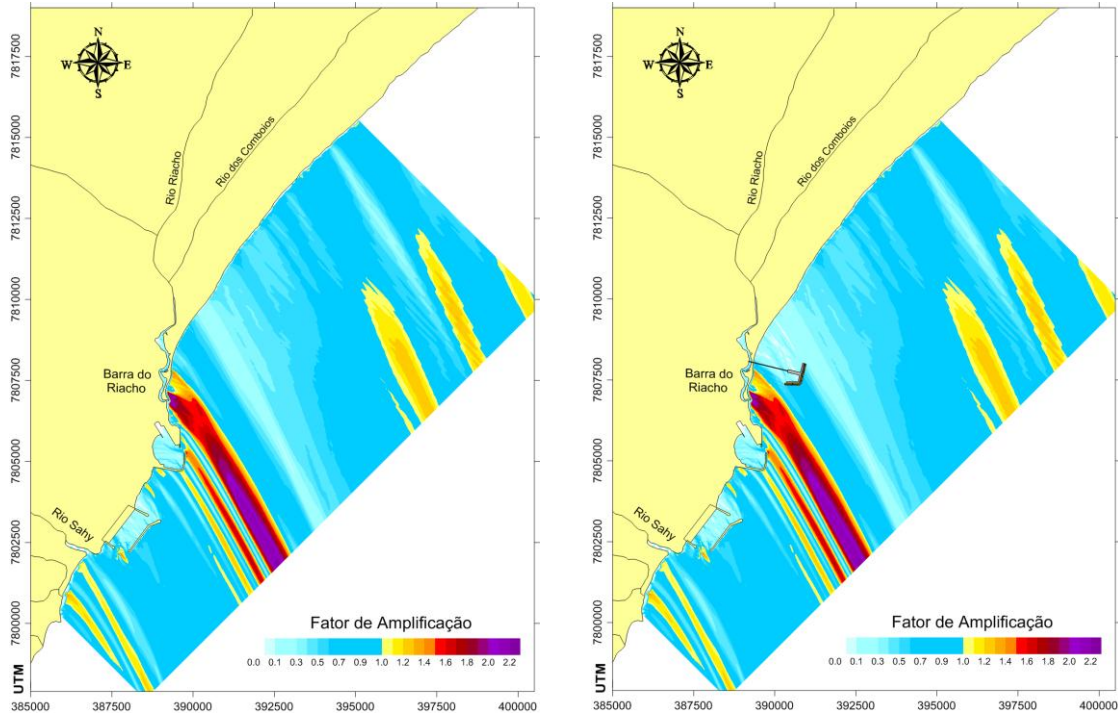 N
W E
S
7817500
7815000
7812500
7810000
7807500
7805000
7802500
7800000
UTM
Rio Riacho
Rio dos Comboios
Barra do
Riacho
Rio Sahy
Fator de Amplificação
0.0 0.1 0.3 0.5 0.7 0.9 1.0 1.2 1.4 1.6 1.8 2.0 2.2
385000 387500 390000 392500 395000 397500 400000
N
W E
S
7817500
7815000
7812500
7810000
7807500
7805000
7802500
7800000
UTM
Rio Riacho
Rio dos Comboios
Barra do
Riacho
Rio Sahy
Fator de Amplificação
0.0 0.1 0.3 0.5 0.7 0.9 1.0 1.2 1.4 1.6 1.8 2.0 2.2
385000 387500 390000 392500 395000 397500 400000